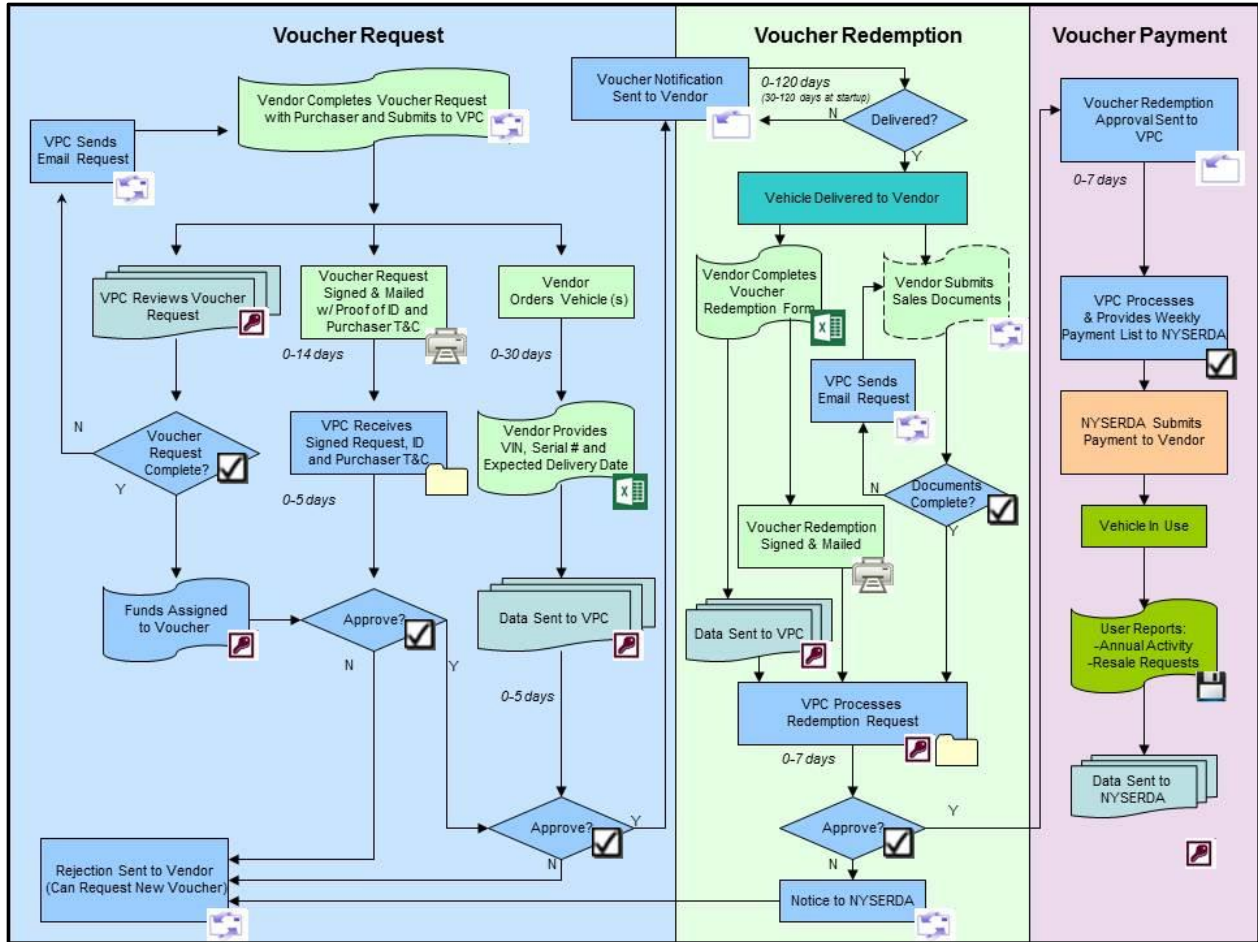 Voucher Request
Vendor Completes Voucher Request
with Purchaser and Submits to VPC
VPC Sends
Email Request
VPC Reviews Voucher
Request
Voucher Request
Signed & Mailed
w/ Proof of ID and
Purchaser T&C
Vendor
Orders Vehicle (s)
0-14 days
0-30 days
N
Voucher
Request
Complete?
Y
VPC Receives
Signed Request, ID
and Purchaser T&C
0-5 days
Vendor Provides
VIN, Serial # and
Expected Delivery Date
Funds Assigned
to Voucher
Approve?
N
Y
Data Sent to VPC
0-5 days
Approve?
Y
N
Rejection Sent to Vendor
(Can Request New Voucher)
Voucher Redemption
Voucher Notification
Sent to Vendor
0-120 days
(30-120 days at startup)
N
Delivered?
Y
Vehicle Delivered to Vendor
Vendor Completes
Voucher
Redemption Form
Vendor Submits
Sales Documents
VPC Sends
Email Request
N
Documents
Complete?
Y
Voucher Redemption
Signed & Mailed
Data Sent to VPC
VPC Processes
Redemption Request
0-7 days
Approve?
Y
N
Notice to NYSERDA
Voucher Payment
Voucher Redemption
Approval Sent to
VPC
0-7 days
VPC Processes
& Provides Weekly
Payment List to NYSERDA
NYSERDA Submits
Payment to Vendor
Vehicle In Use
User Reports:
-Annual Activity
-Resale Requests
Data Sent to
NYSERDA